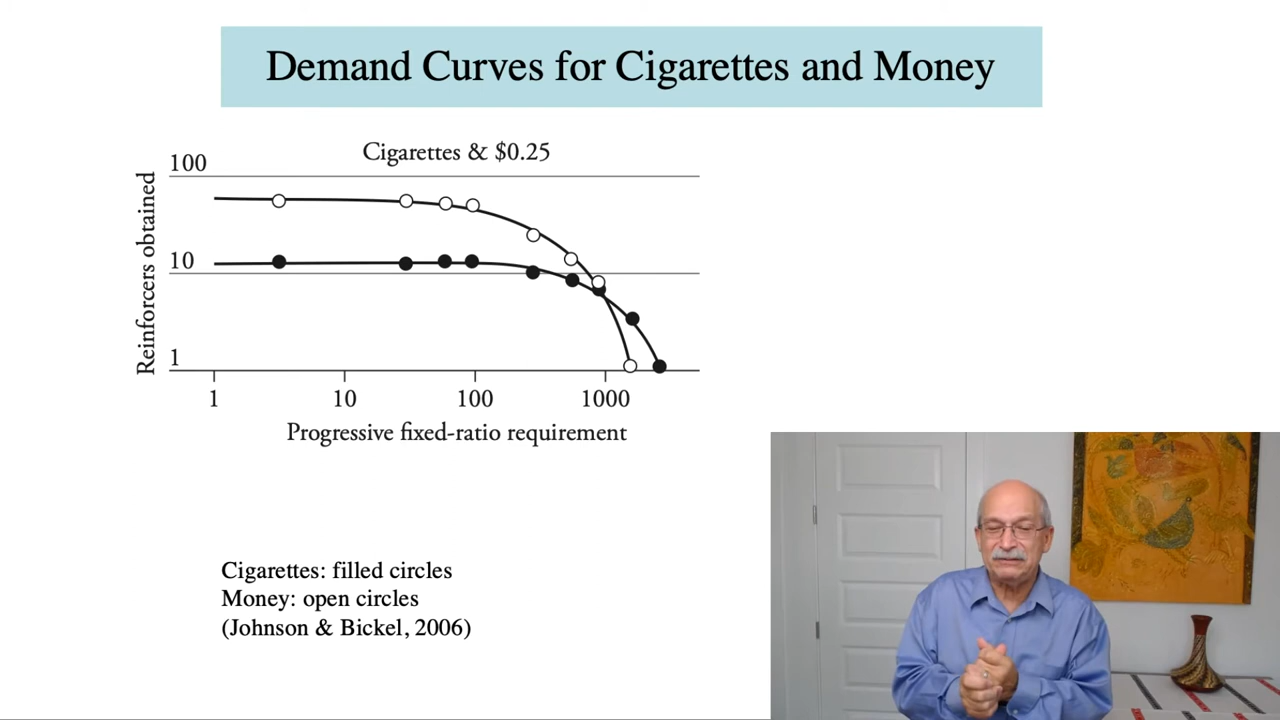 Demand Curves for Cigarettes and Money
Cigarettes & $0.25
Reinforcers obtained
100
10
1
1 10 100 1000
Progressive fixed-ratio requirement
Cigarettes: filled circles
Money: open circles
(Johnson & Bickel, 2006)